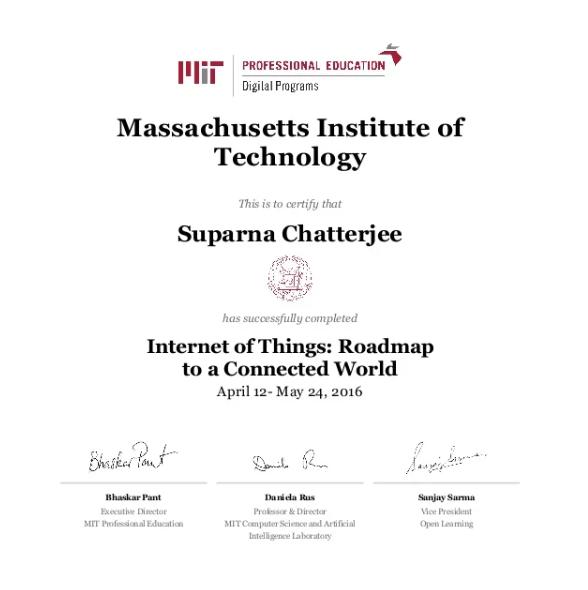 MIT PROFESSIONAL EDUCATION
Digital Programs
Massachusetts Institute of
Technology
This is to certify that
Suparna Chatterjee
has successfully completed
Internet of Things: Roadmap
to a Connected World
April 12- May 24, 2016
Bhaskar Pant
Daniela Rus
Sanjay Sarma
Bhaskar Pant
Executive Director
MIT Professional Education
Daniela Rus
Professor & Director
MIT Computer Science and Artificial
Intelligence Laboratory
Sanjay Sarma
Vice President
Open Learning